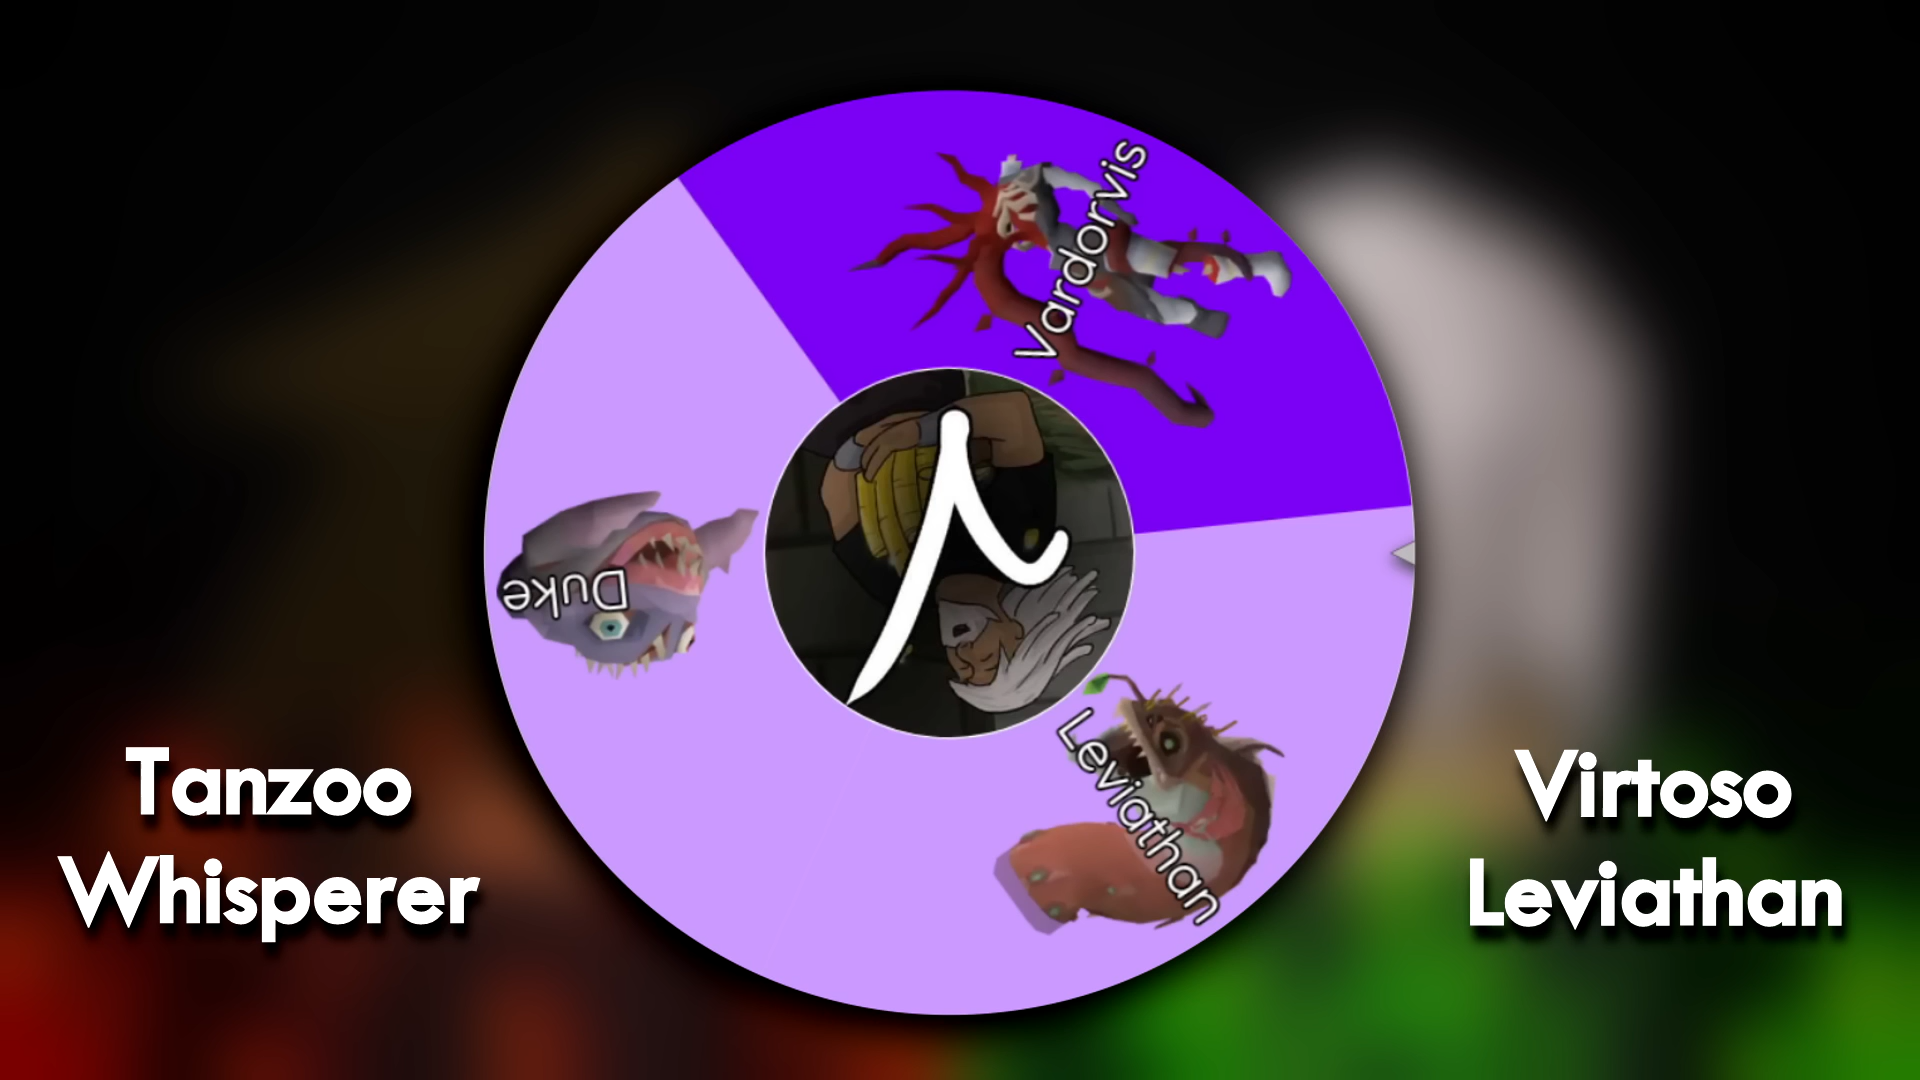 Vardorvis
Duke
Leviathan
Tanzoo
Whisperer
Virtoso
Leviathan